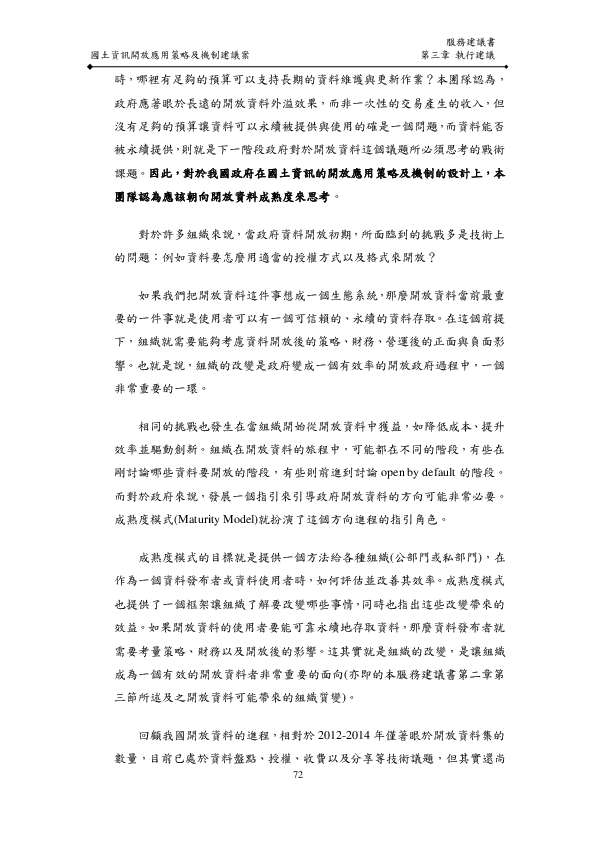 服務建議書
國土資訊開放應用策略及機制建議案
第三章 執行建議
時，哪裡有足夠的預算可以支持長期的資料維護與更新作業？本團隊認為，
政府應著眼於長遠的開放資料外溢效果，而非一次性的交易產生的收入，但
沒有足夠的預算讓資料可以永續被提供與使用的確是一個問題，而資料能否
被永續提供，則就是下一階段政府對於開放資料這個議題所必須思考的戰術
課題。因此，對於我國政府在國土資訊的開放應用策略及機制的設計上，本
團隊認為應該朝向開放資料成熟度來思考。
對於許多組織來說，當政府資料開放初期，所面臨到的挑戰多是技術上
的問題：例如資料要怎麼用適當的授權方式以及格式來開放？
如果我們把開放資料這件事想成一個生態系統，那麼開放資料當前最重
要的一件事就是使用者可以有一個可信賴的、永續的資料存取。在這個前提
下，組織就需要能夠考慮資料開放後的策略、財務、營運後的正面與負面影
響。也就是說，組織的改變是政府變成一個有效率的開放政府過程中，一個
非常重要的一環。
相同的挑戰也發生在當組織開始從開放資料中獲益，如降低成本、提升
效率並驅動創新。組織在開放資料的旅程中，可能都在不同的階段，有些在
剛討論哪些資料要開放的階段，有些則前進到討論 open by default 的階段。
而對於政府來說，發展一個指引來引導政府開放資料的方向可能非常必要。
成熟度模式(Maturity Model)就扮演了這個方向進程的指引角色。
成熟度模式的目標就是提供一個方法給各種組織(公部門或私部門)，在
作為一個資料發布者或資料使用者時，如何評估並改善其效率。成熟度模式
也提供了一個框架讓組織了解要改變哪些事情，同時也指出這些改變帶來的
效益。如果開放資料的使用者要能可靠永續地存取資料，那麼資料發布者就
需要考量策略、財務以及開放後的影響。這其實就是組織的改變，是讓組織
成為一個有效的開放資料者非常重要的面向(亦即的本服務建議書第二章第
三節所述及之開放資料可能帶來的組織質變)。
回顧我國開放資料的進程，相對於 2012-2014 年僅著眼於開放資料集的
數量，目前已處於資料盤點、授權、收費以及分享等技術議題，但其實還尚
72